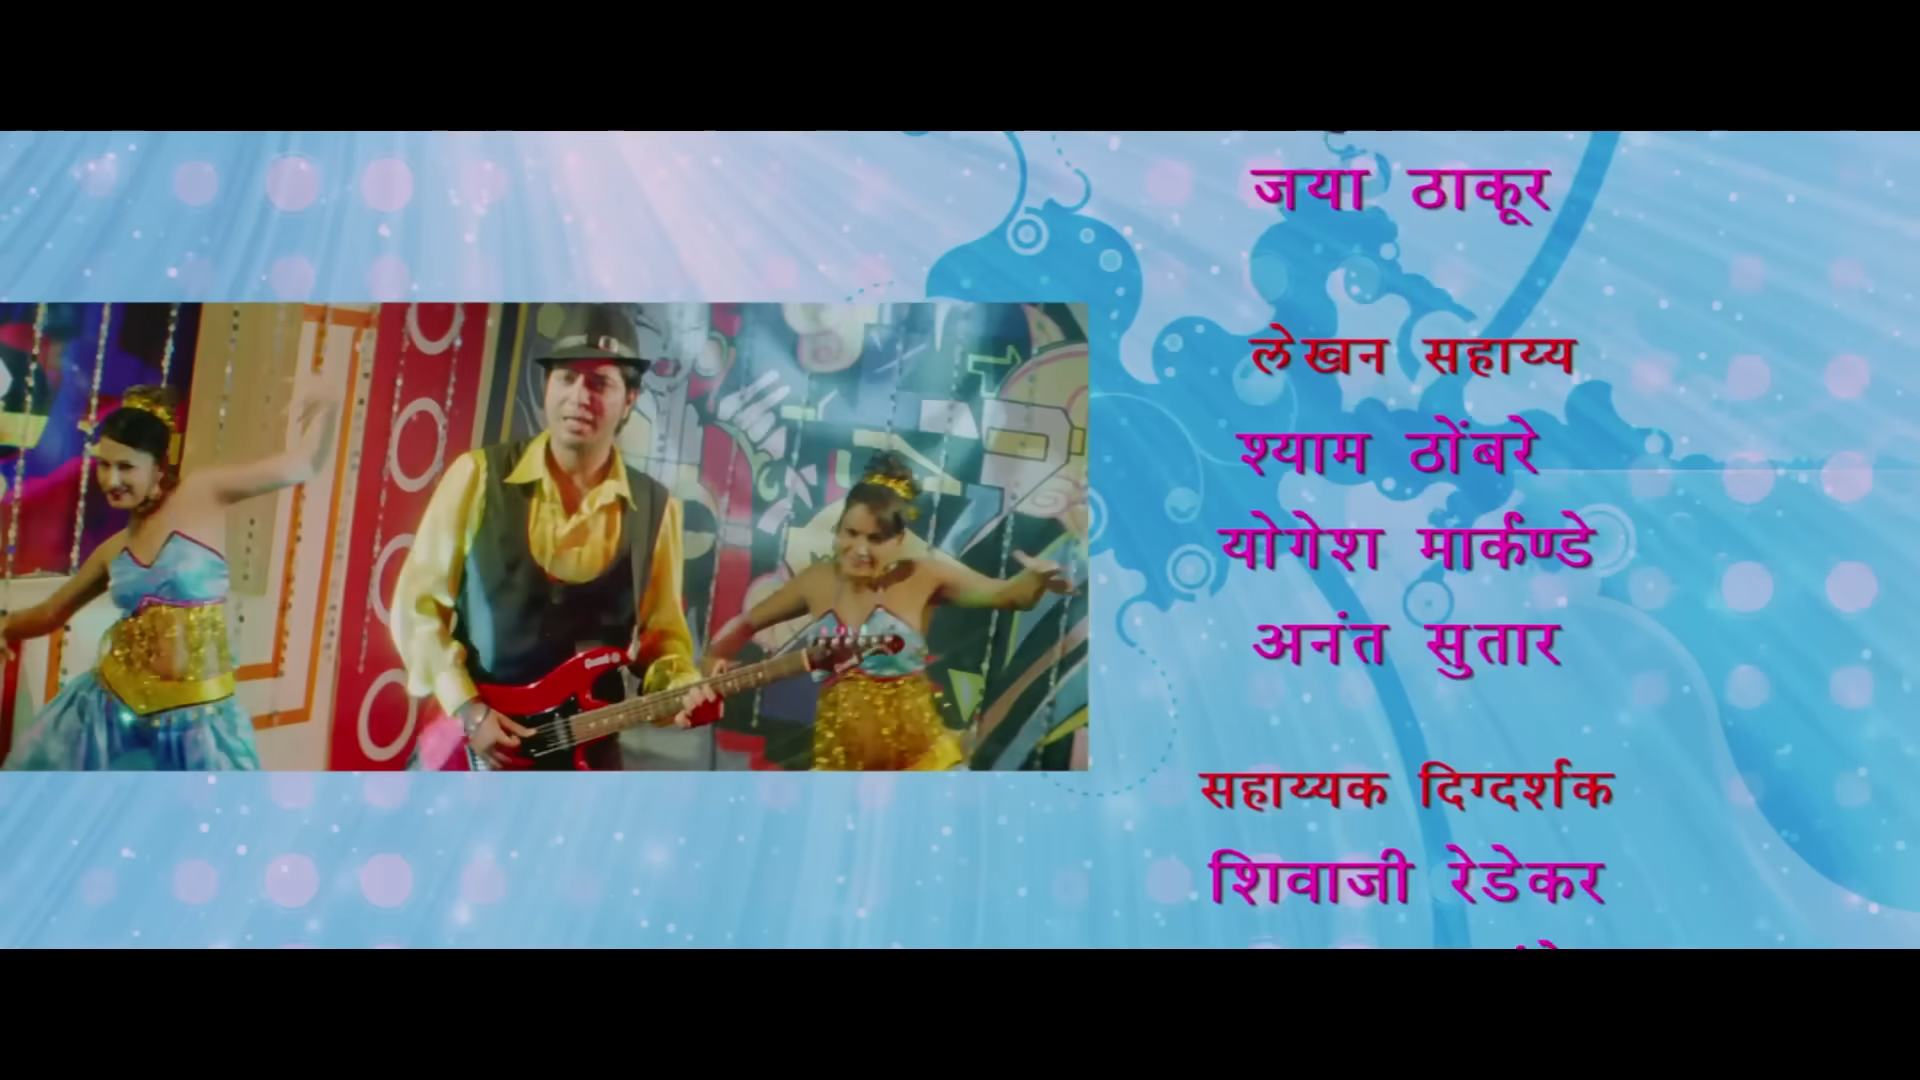 जया ठाकूर
लेखन सहाय्य
श्याम ठोंबरे
योगेश मार्कण्डे
अनंत सुतार
सहाय्यक दिग्दर्शक
शिवाजी रेडेकर